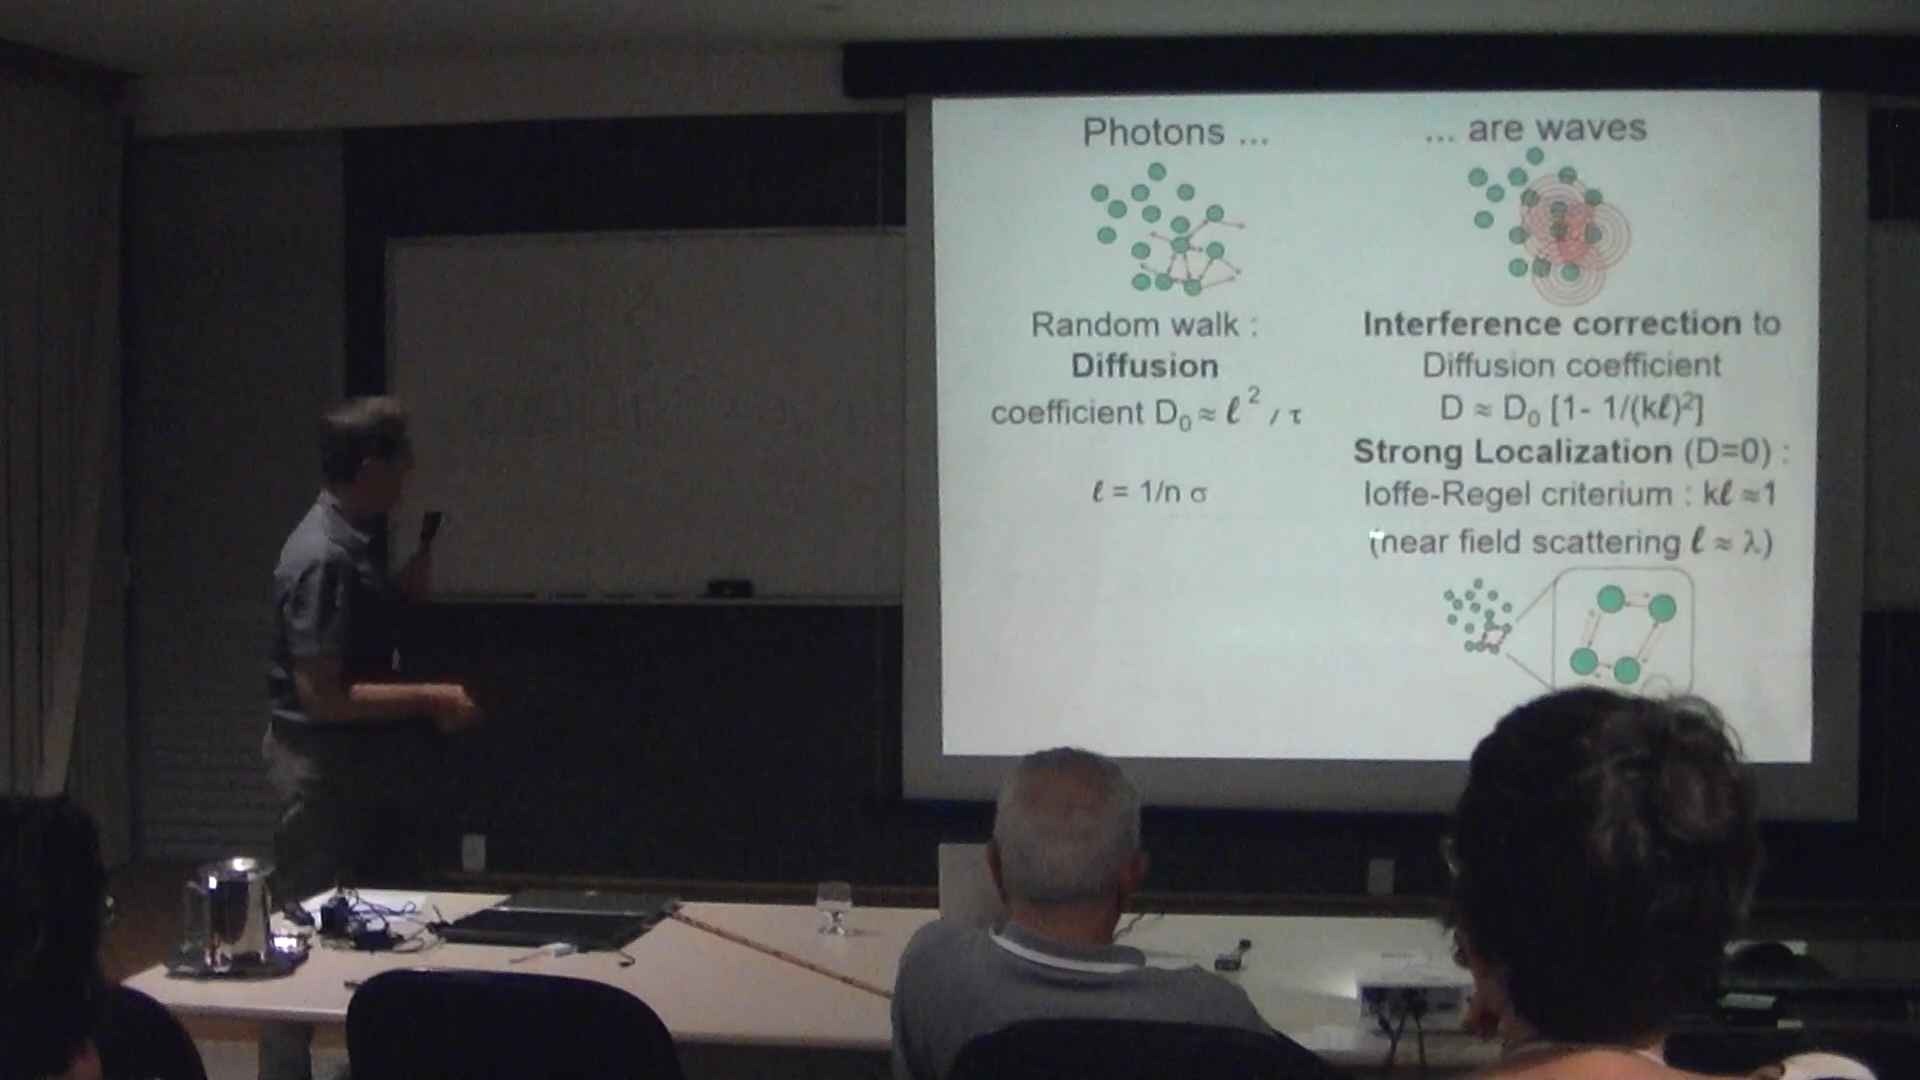 Photons ...
Random walk :
Diffusion
coefficient D₀ ≈ ℓ² / τ
ℓ = 1/n σ
... are waves
Interference correction to
Diffusion coefficient
D ≈ D₀ [1- 1/(kℓ)²]
Strong Localization (D=0) :
Ioffe-Regel criterium : kℓ ≈1
(near field scattering ℓ ≈ λ)